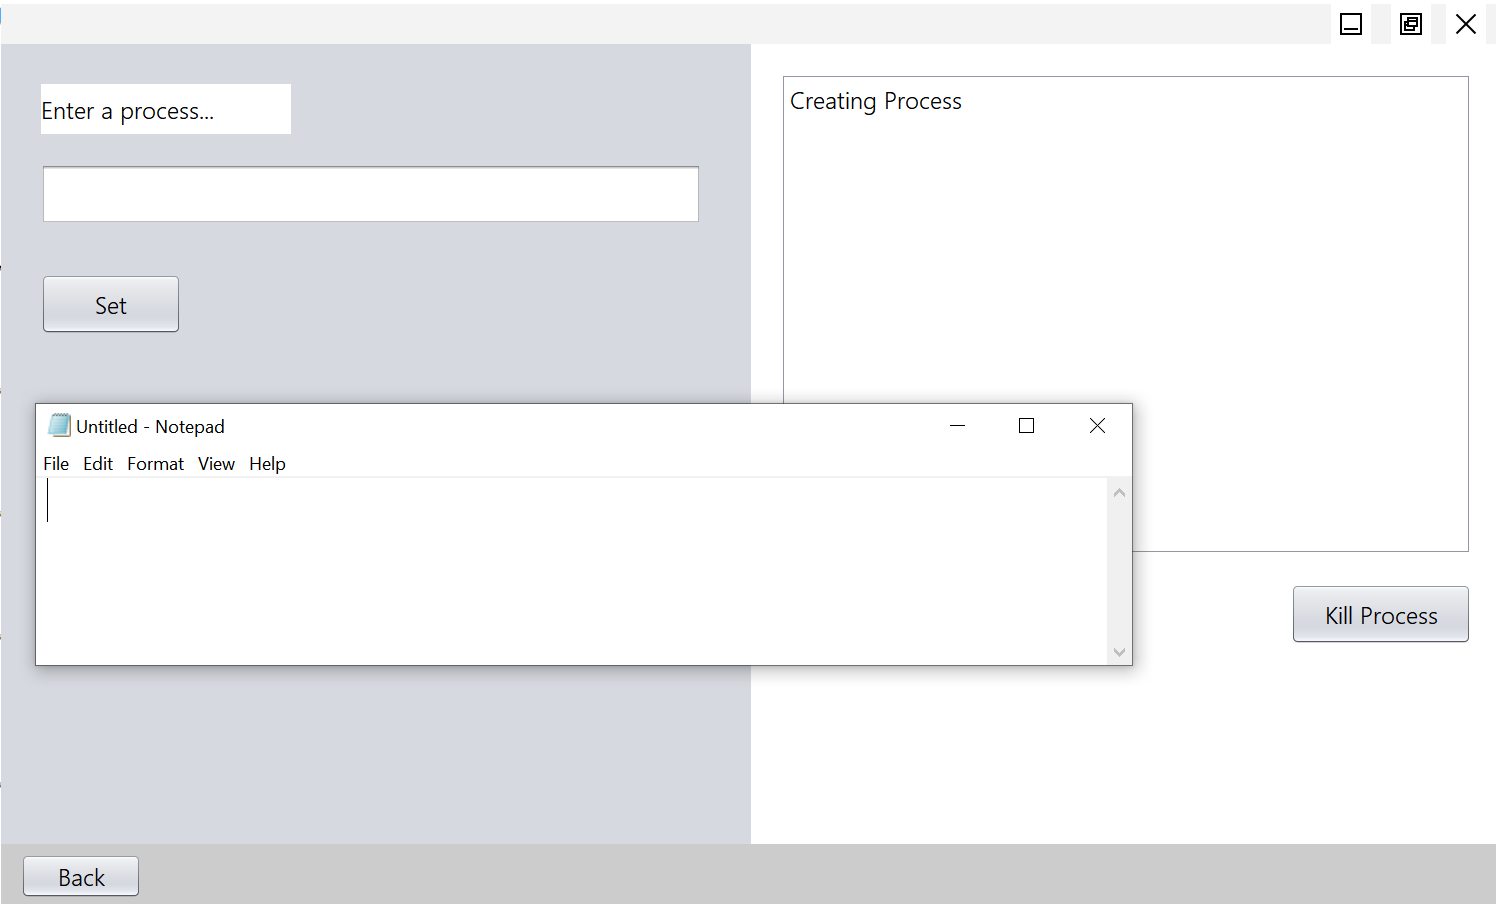 Enter a process...
Creating Process
Set
Untitled - Notepad
File Edit Format View Help
Kill Process
Back